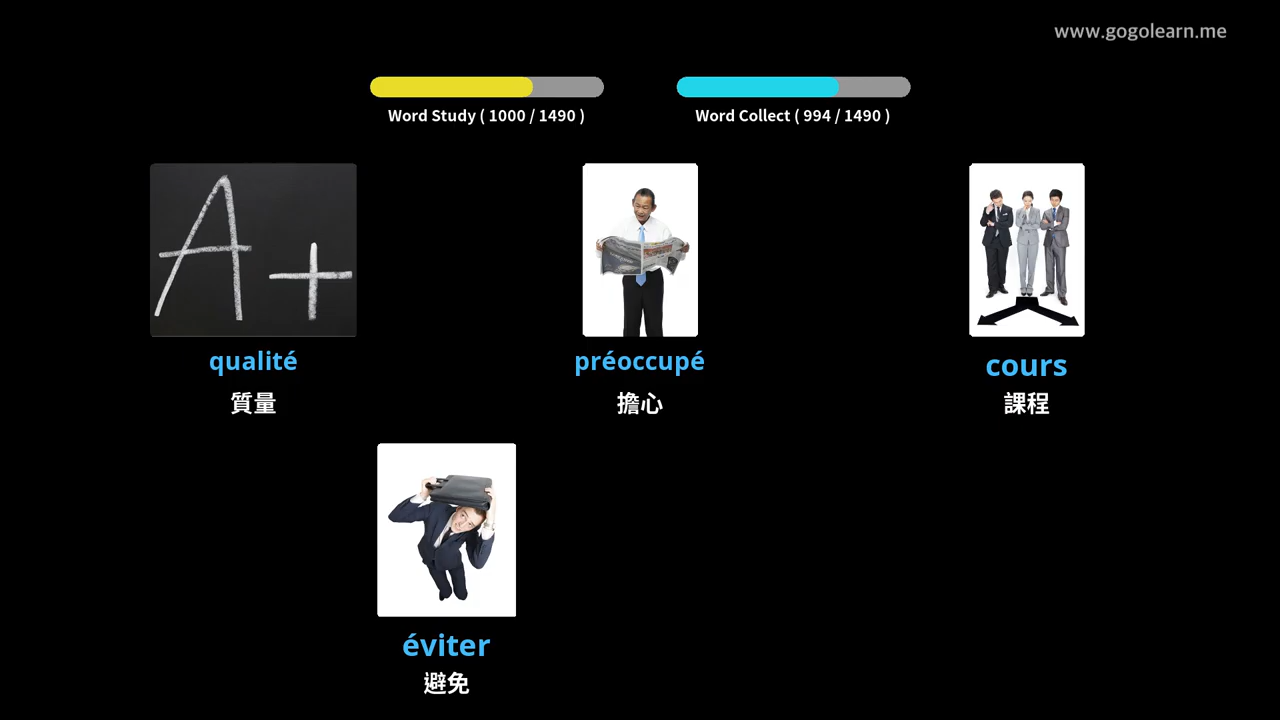 www.gogolearn.me
Word Study ( 1000 / 1490 )
Word Collect ( 994 / 1490 )
A+
qualité
préoccupé
cours
質量
擔心
課程
éviter
避免